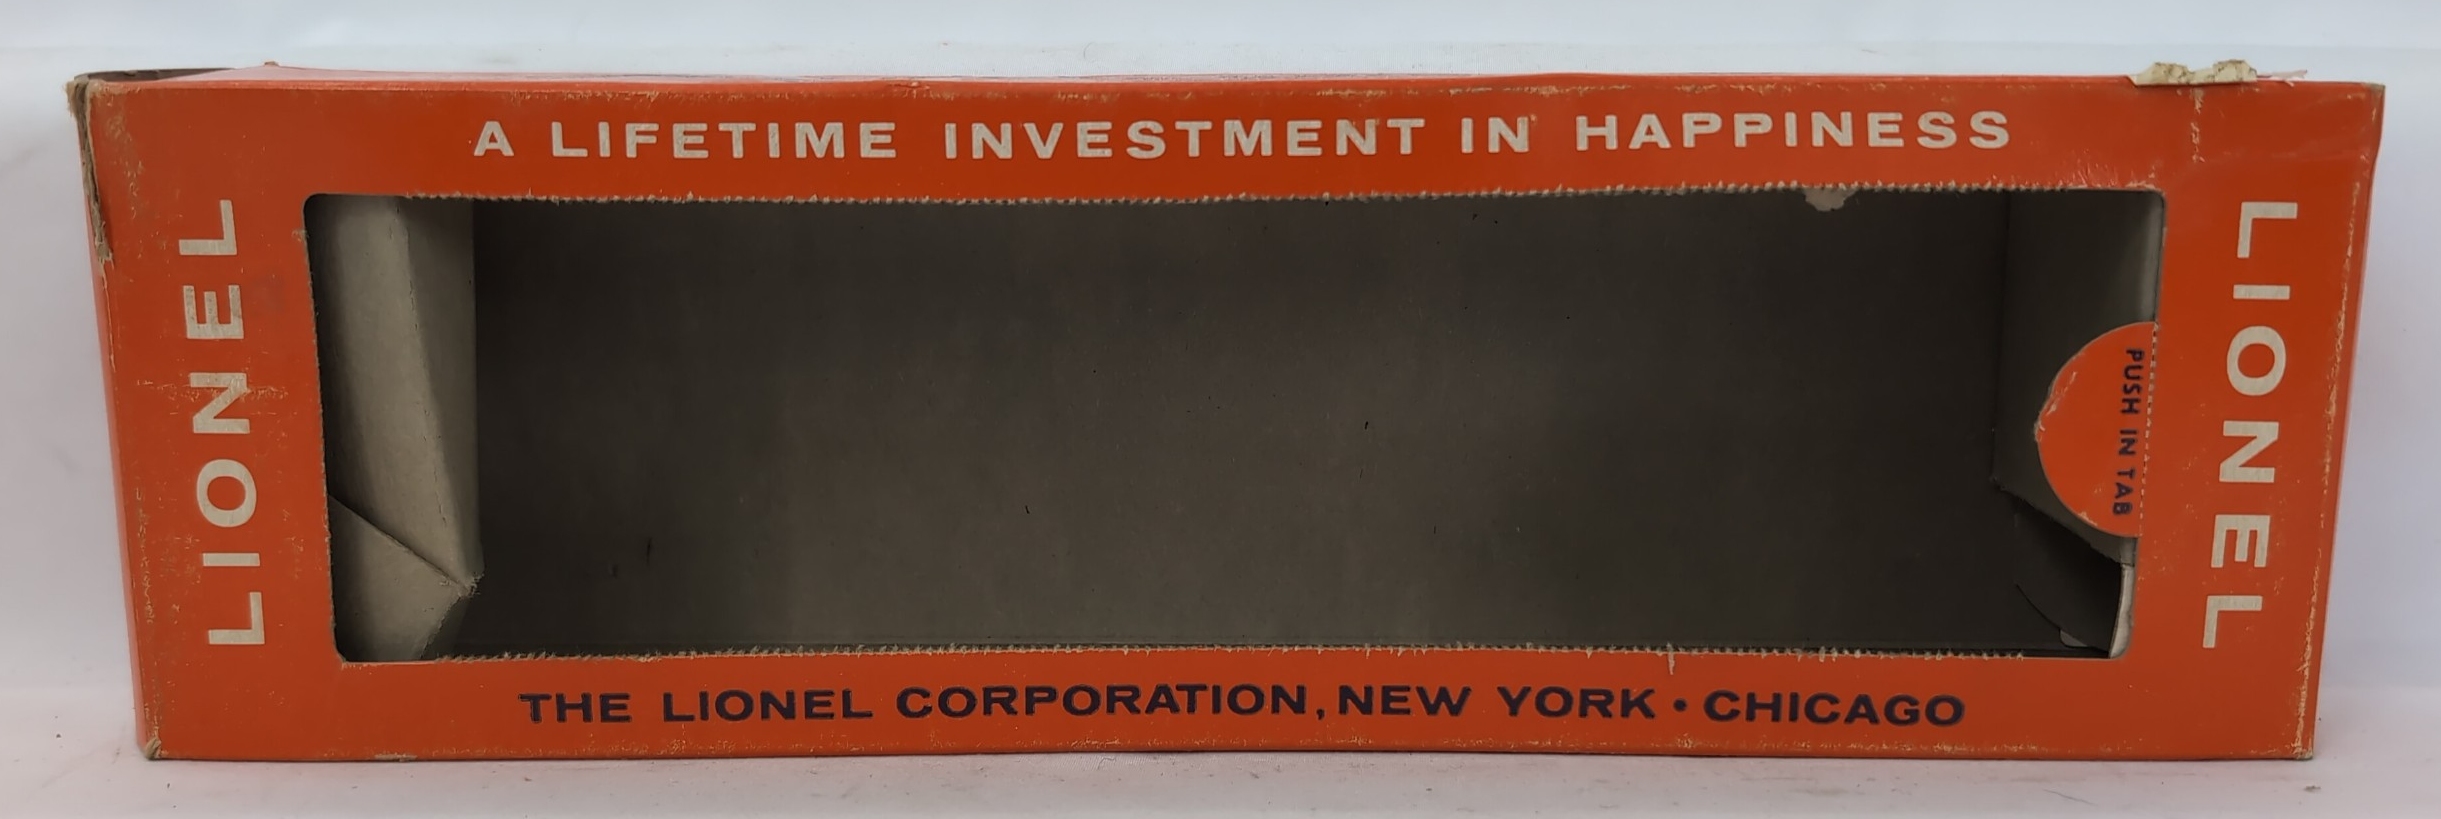 A LIFETIME INVESTMENT IN HAPPINESS
LIONEL
LIONEL
PUSH IN TAB
THE LIONEL CORPORATION, NEW YORK • CHICAGO